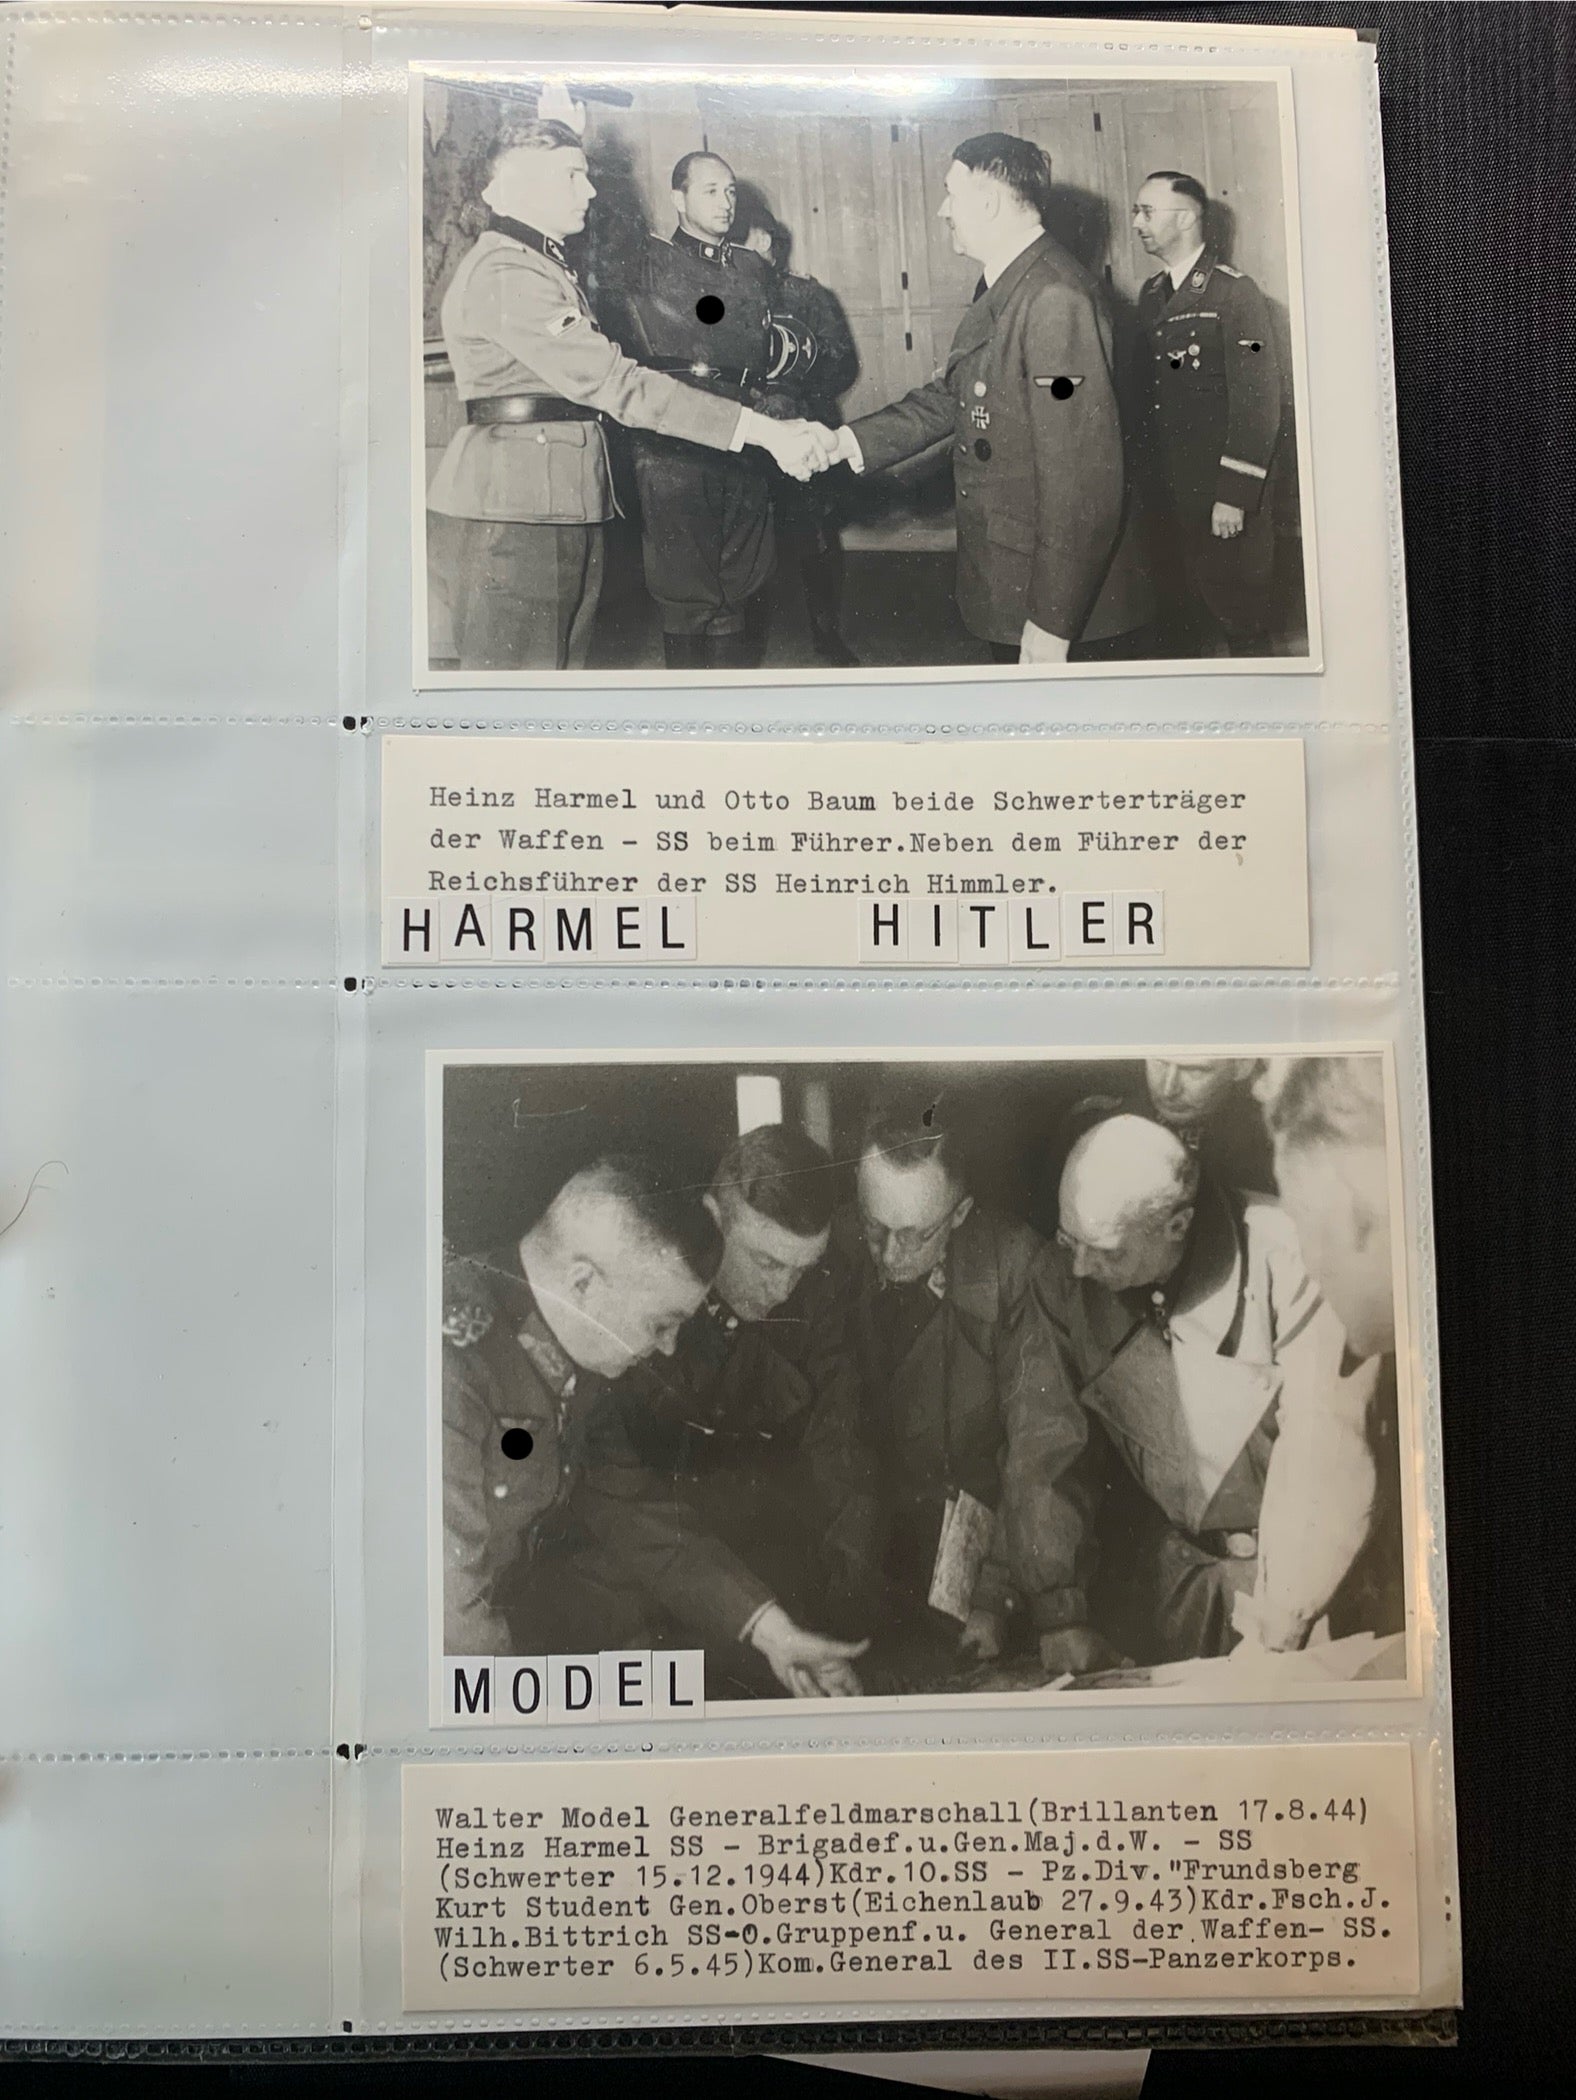 Heinz Harmel und Otto Baum beide Schwerterträger
der Waffen - SS beim Führer.Neben dem Führer der
Reichsführer der SS Heinrich Himmler.
HARMEL HITLER
MODEL
Walter Model Generalfeldmarschall(Brillanten 17.8.44)
Heinz Harmel SS - Brigadef.u.Gen.Maj.d.W. - SS
(Schwerter 15.12.1944)Kdr.10.SS - Pz.Div."Frundsberg
Kurt Student Gen.Oberst(Eichenlaub 27.9.43)Kdr.Fsch.J.
Wilh.Bittrich SS-O.Gruppenf.u. General der Waffen- SS.
(Schwerter 6.5.45)Kom.General des II.SS-Panzerkorps.